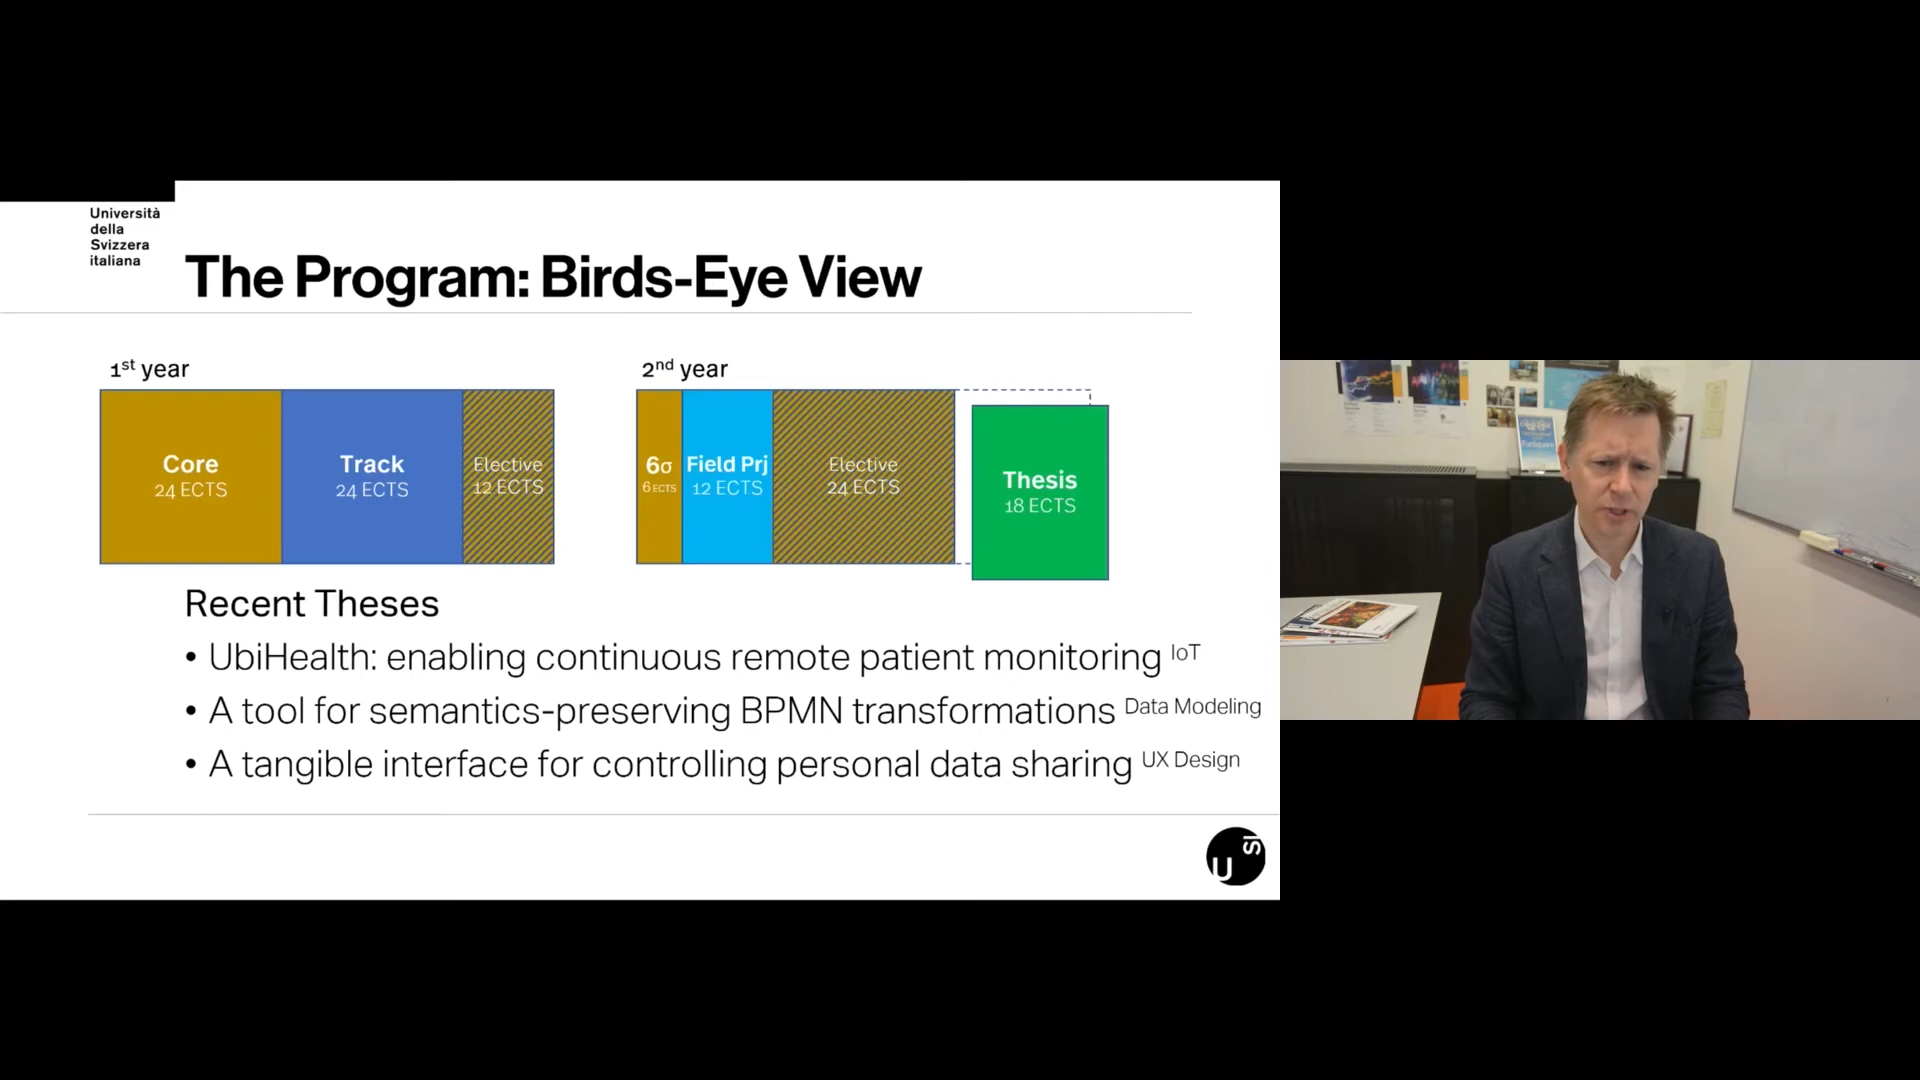 Università
della
Svizzera
italiana
The Program: Birds-Eye View
1st year
2nd year
Core
24 ECTS
Track
24 ECTS
Elective
12 ECTS
6σ
6 ECTS
Field Prj
12 ECTS
Elective
24 ECTS
Thesis
18 ECTS
Recent Theses
• UbiHealth: enabling continuous remote patient monitoring IoT
• A tool for semantics-preserving BPMN transformations Data Modeling
• A tangible interface for controlling personal data sharing UX Design
U SI